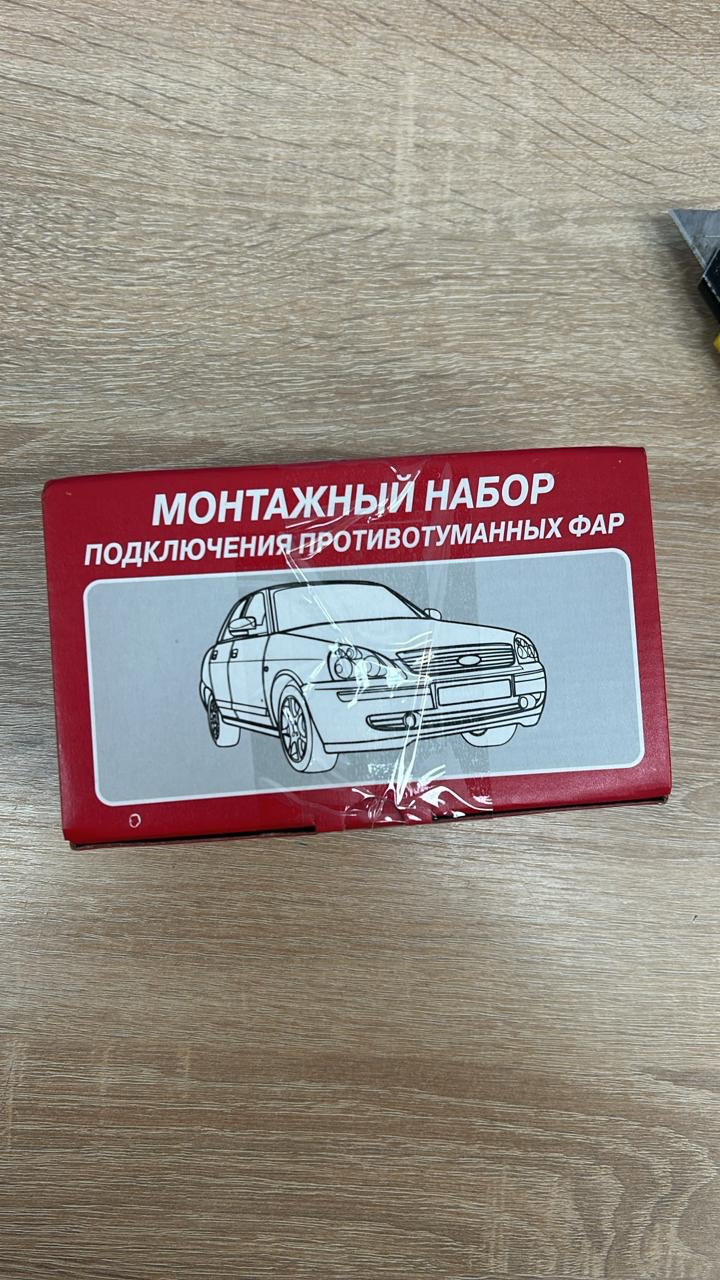 МОНТАЖНЫЙ НАБОР
ПОДКЛЮЧЕНИЯ ПРОТИВОТУМАННЫХ ФАР